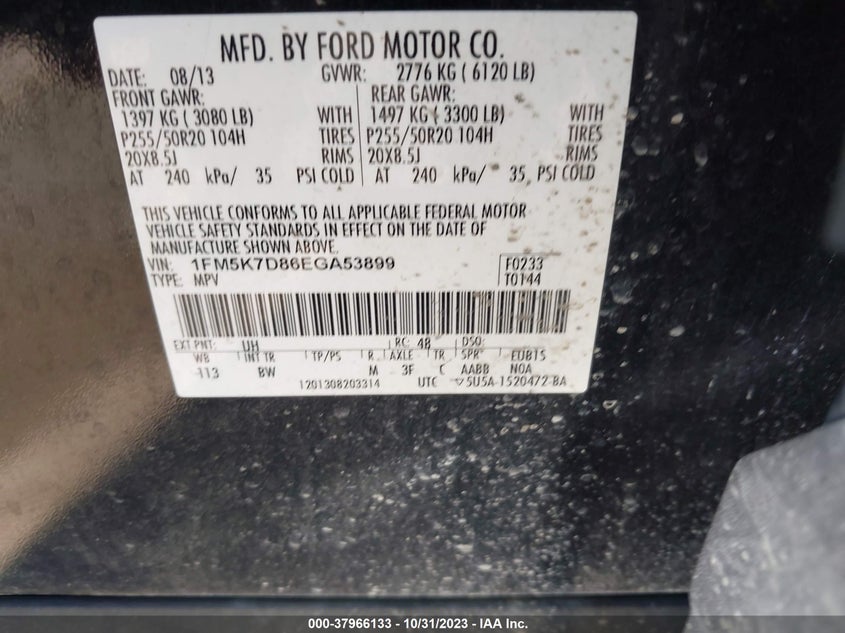 MFD. BY FORD MOTOR CO.
DATE: 08/13 GVWR: 2776 KG ( 6120 LB)
FRONT GAWR: REAR GAWR:
1397 KG ( 3080 LB) WITH 1497 KG ( 3300 LB) WITH
P255/50R20 104H TIRES P255/50R20 104H TIRES
20X8.5J RIMS 20X8.5J RIMS
AT 240 kPa/ 35 PSI COLD AT 240 kPa/ 35 PSI COLD
THIS VEHICLE CONFORMS TO ALL APPLICABLE FEDERAL MOTOR
VEHICLE SAFETY STANDARDS IN EFFECT ON THE DATE OF
MANUFACTURE SHOWN ABOVE.
VIN: 1FM5K7D86EGA53899 F0233
TYPE: MPV T0144
EXT PNT: UH RC: 48 DSO:
WB INT TR TP/PS R AXLE TR SPR EUB15
113 BW M 3F C AABB NOA
1201308203314 UTC 5U5A-1520472-BA
000-37966133 - 10/31/2023 - IAA Inc.